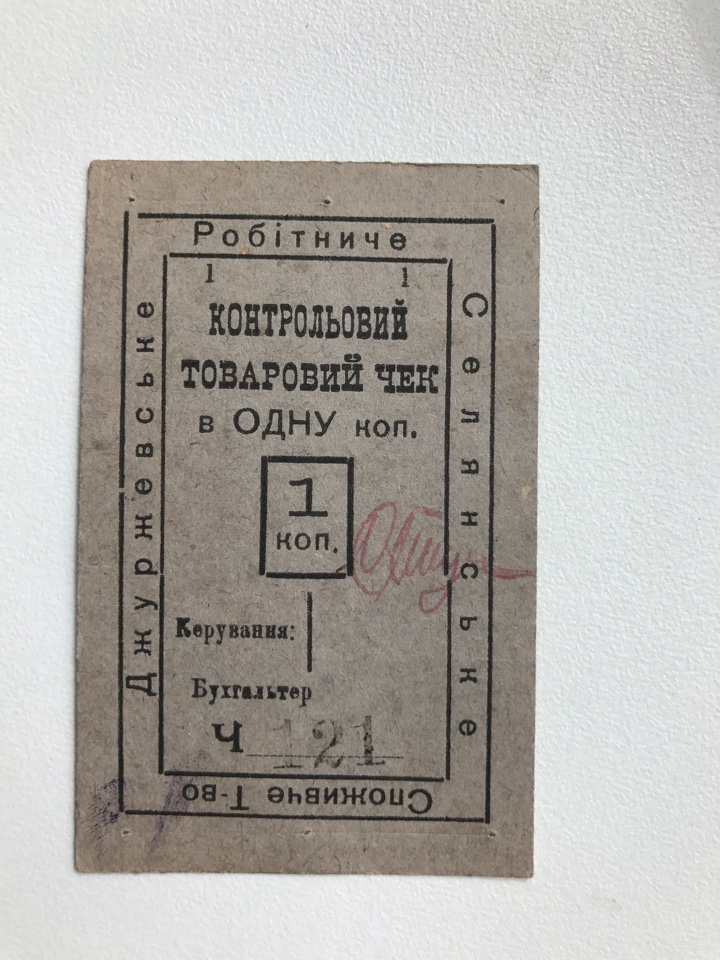 Джуржевське
Робітниче
Селянське
Споживче Т-во
1 1
КОНТРОЛЬОВИЙ
ТОВАРОВИЙ ЧЕК
в ОДНУ коп.
1
коп.
Керування:
Бухгальтер
Ч 121